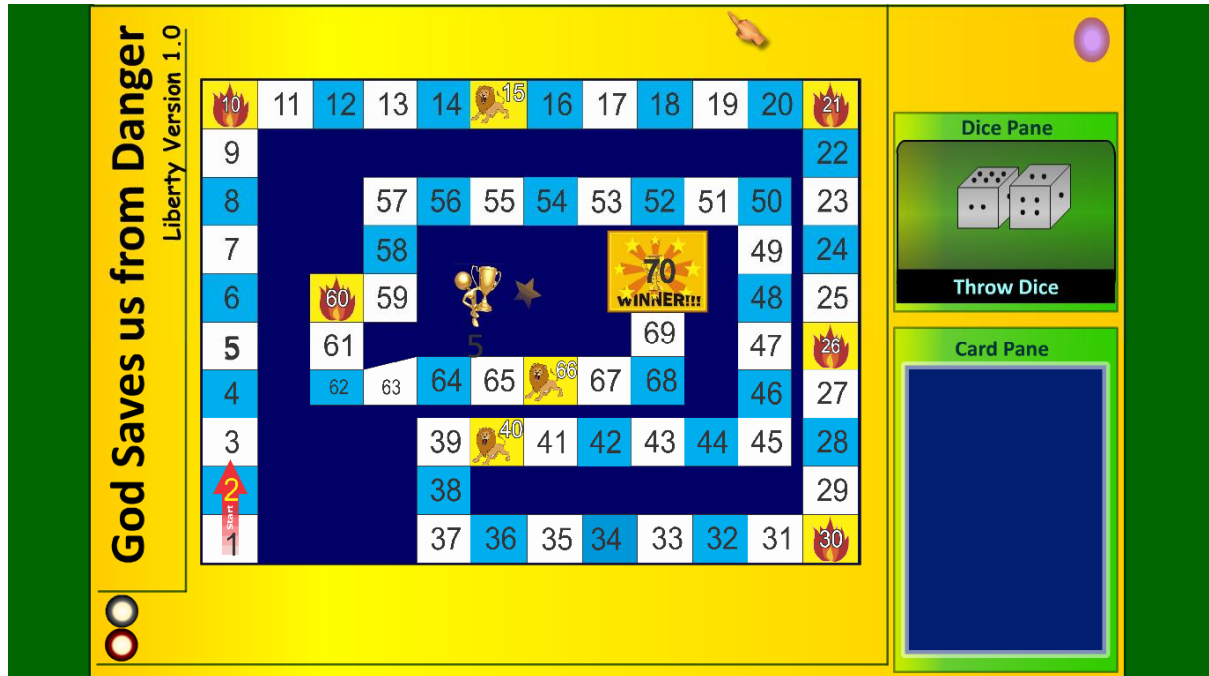 God Saves us from Danger
Liberty Version 1.0
10 11 12 13 14 15 16 17 18 19 20 21
9 22
8 57 56 55 54 53 52 51 50 23
7 58 70 49 24
WINNER!!!
6 60 59 48 25
5 61 5 69 47 26
4 62 63 64 65 66 67 68 46 27
3 39 40 41 42 43 44 45 28
2 38 29
Start
1 37 36 35 34 33 32 31 30
Dice Pane
Throw Dice
Card Pane